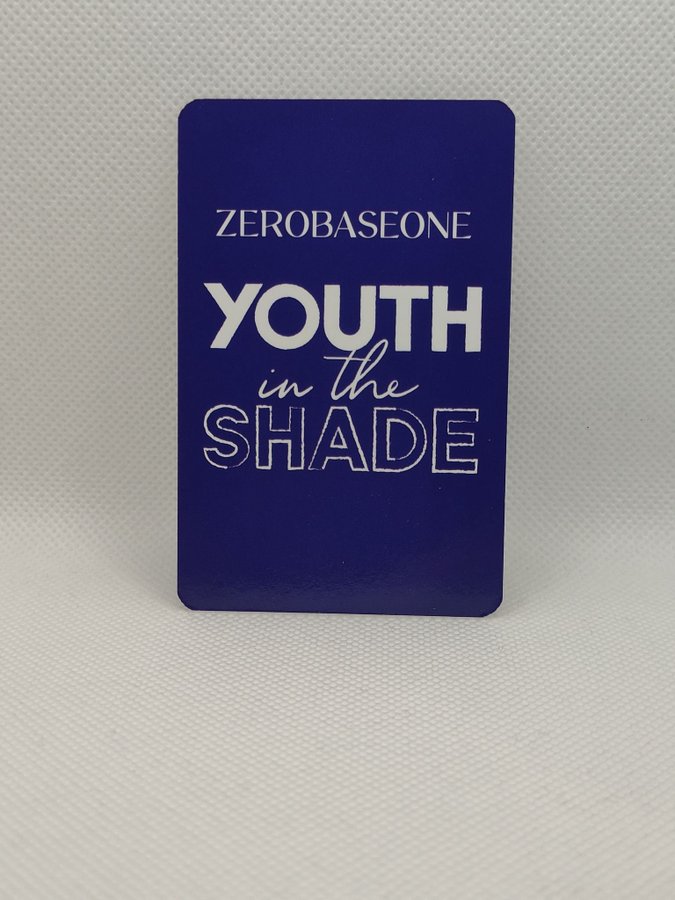 ZEROBASEONE
YOUTH
in the
SHADE